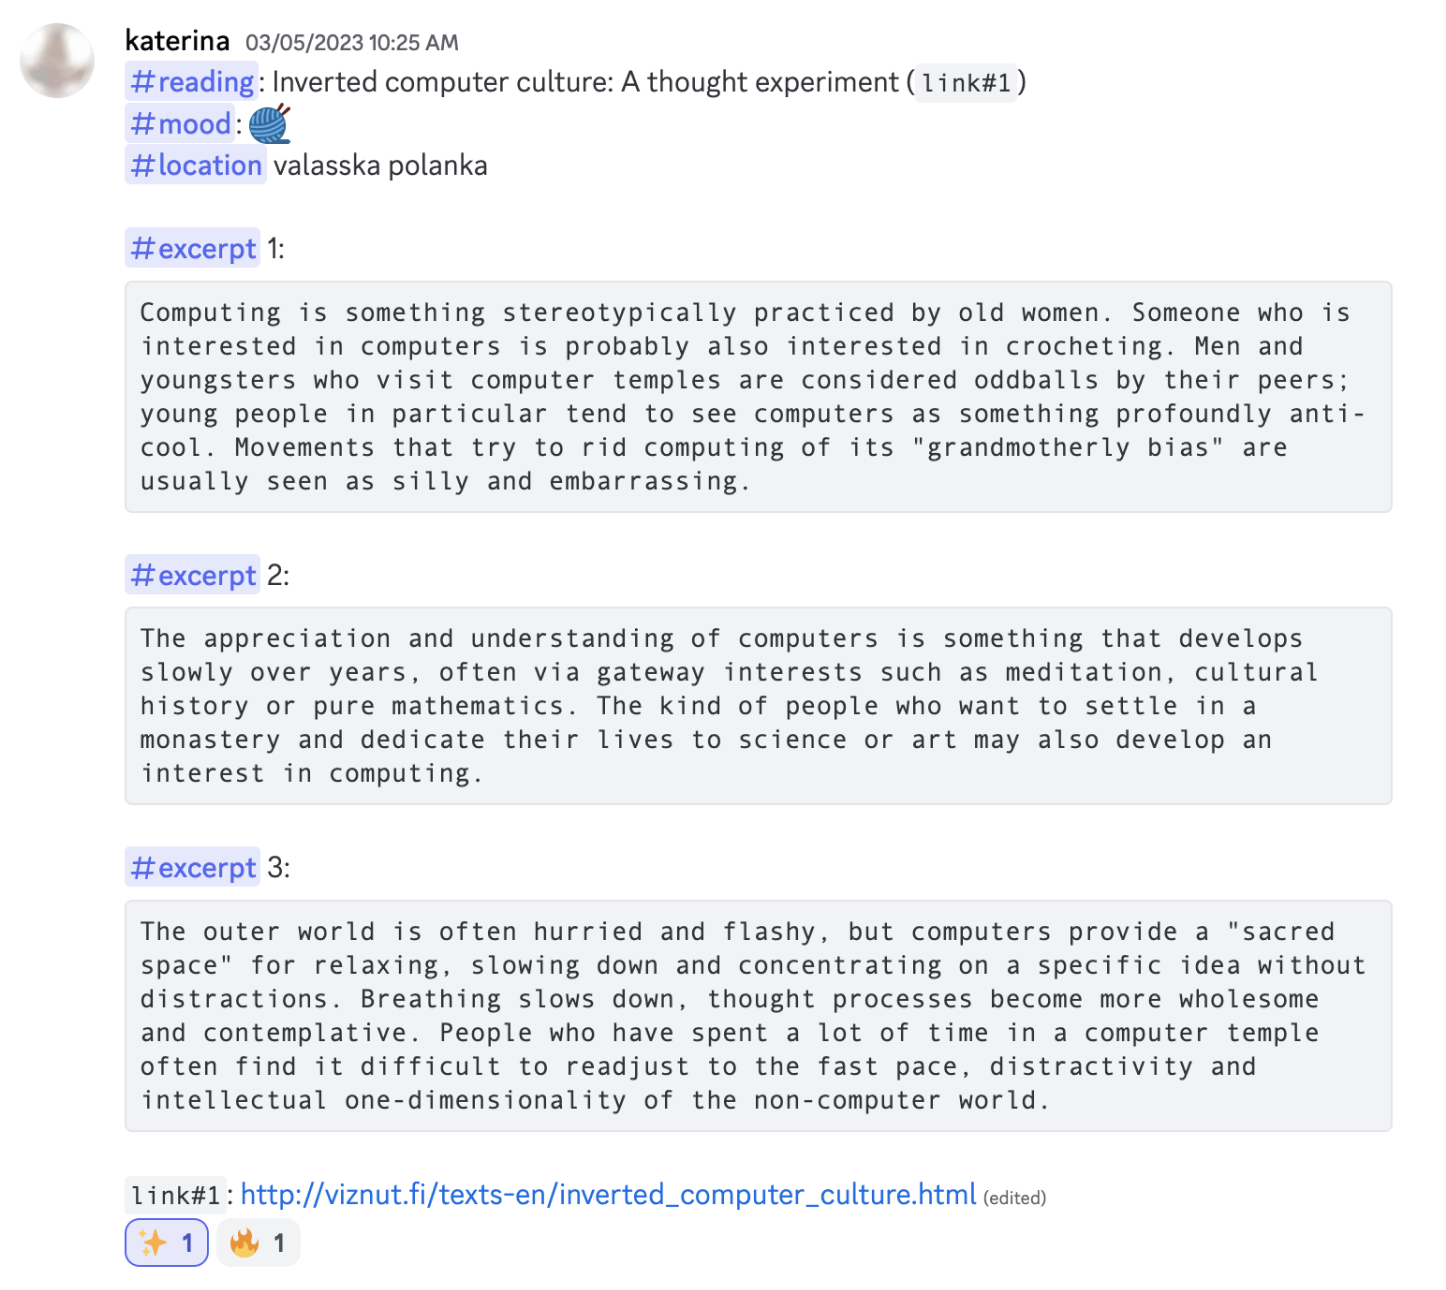 katerina 03/05/2023 10:25 AM
#reading: Inverted computer culture: A thought experiment (link#1)
#mood:
#location valasska polanka
#excerpt 1:
Computing is something stereotypically practiced by old women. Someone who is
interested in computers is probably also interested in crocheting. Men and
youngsters who visit computer temples are considered oddballs by their peers;
young people in particular tend to see computers as something profoundly anti-
cool. Movements that try to rid computing of its "grandmotherly bias" are
usually seen as silly and embarrassing.
#excerpt 2:
The appreciation and understanding of computers is something that develops
slowly over years, often via gateway interests such as meditation, cultural
history or pure mathematics. The kind of people who want to settle in a
monastery and dedicate their lives to science or art may also develop an
interest in computing.
#excerpt 3:
The outer world is often hurried and flashy, but computers provide a "sacred
space" for relaxing, slowing down and concentrating on a specific idea without
distractions. Breathing slows down, thought processes become more wholesome
and contemplative. People who have spent a lot of time in a computer temple
often find it difficult to readjust to the fast pace, distractivity and
intellectual one-dimensionality of the non-computer world.
link#1: http://viznut.fi/texts-en/inverted_computer_culture.html (edited)
1 1